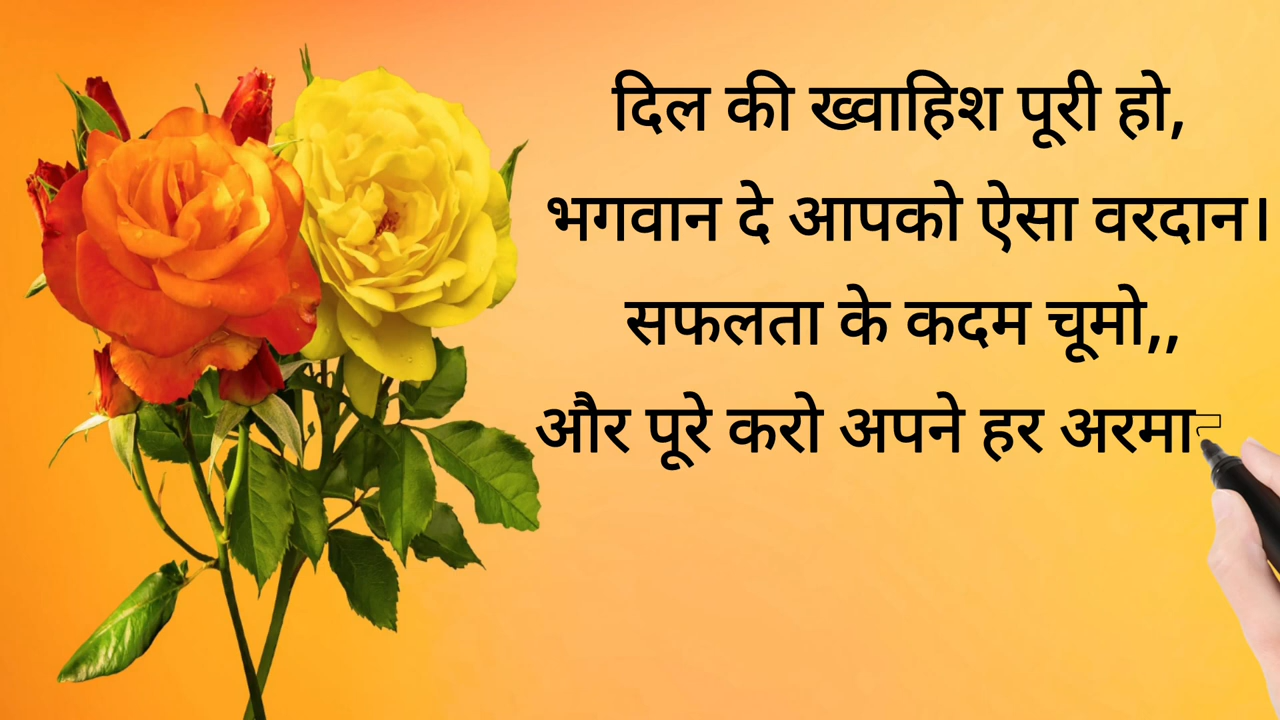 दिल की ख्वाहिश पूरी हो,
भगवान दे आपको ऐसा वरदान।
सफलता के कदम चूमो,,
और पूरे करो अपने हर अरमा